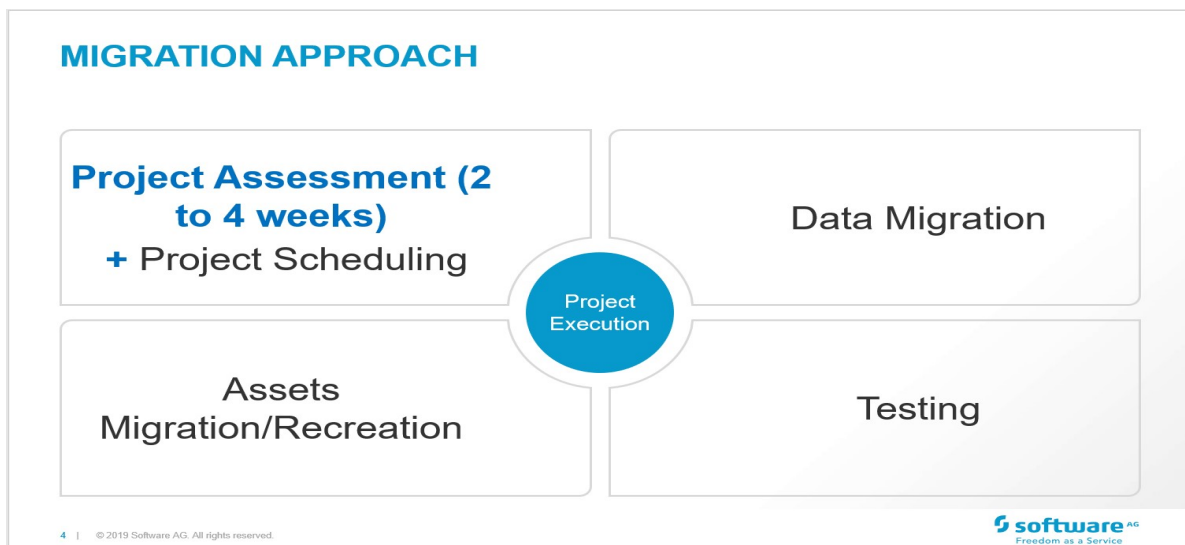 MIGRATION APPROACH
Project Assessment (2
to 4 weeks)
+ Project Scheduling
Data Migration
Project
Execution
Assets
Migration/Recreation
Testing
4 | © 2019 Software AG. All rights reserved.
software AG
Freedom as a Service